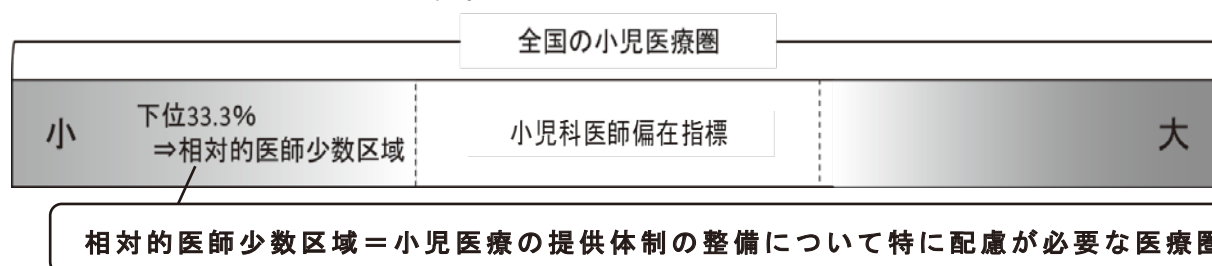 全国の小児医療圏
小
下位33.3%
⇒相対的医師少数区域
小児科医師偏在指標
大
相対的医師少数区域＝小児医療の提供体制の整備について特に配慮が必要な医療圏